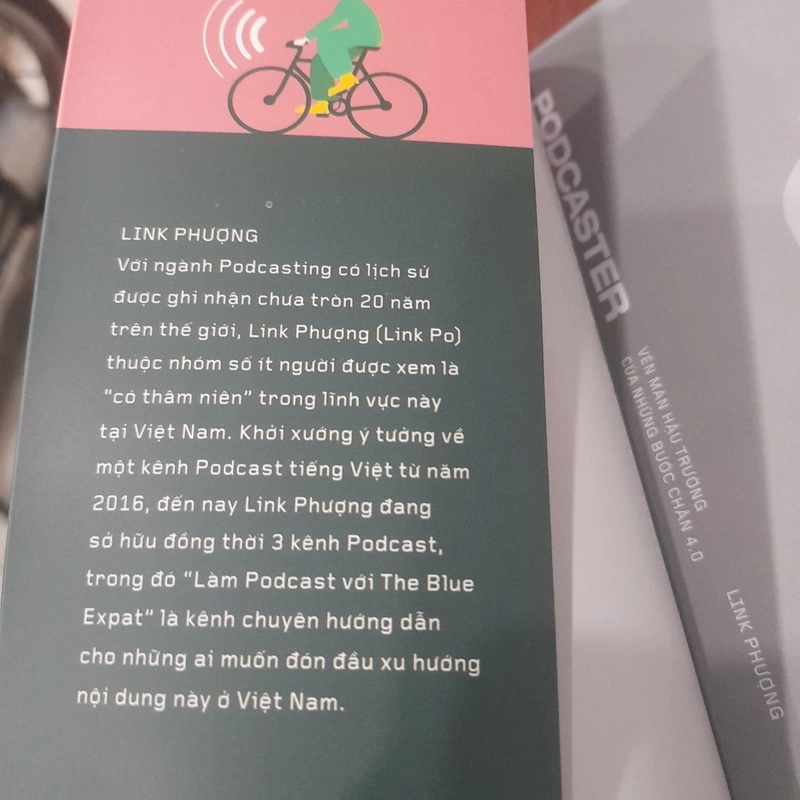 LINK PHƯỢNG
Với ngành Podcasting có lịch sử
được ghi nhận chưa tròn 20 năm
trên thế giới, Link Phượng (Link Po)
thuộc nhóm số ít người được xem là
"có thâm niên" trong lĩnh vực này
tại Việt Nam. Khởi xướng ý tưởng về
một kênh Podcast tiếng Việt từ năm
2016, đến nay Link Phượng đang
sở hữu đồng thời 3 kênh Podcast,
trong đó "Làm Podcast với The Blue
Expat" là kênh chuyên hướng dẫn
cho những ai muốn đón đầu xu hướng
nội dung này ở Việt Nam.
PODCASTER
VÉN MÀN HẬU TRƯỜNG
CỦA NHỮNG BƯỚC CHÂN 4.0
LINK PHƯỢNG